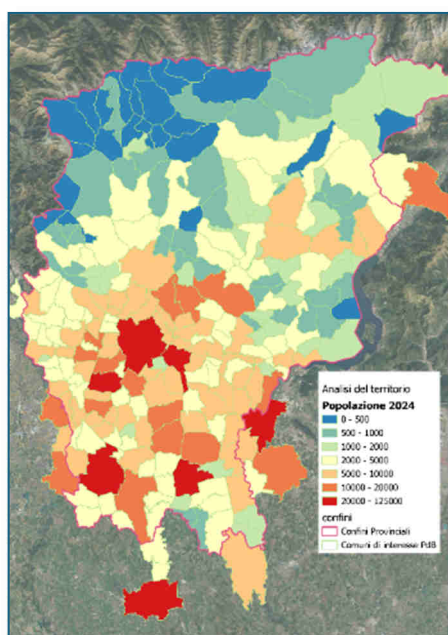 Analisi del territorio
Popolazione 2024
0 - 500
500 - 1000
1000 - 2000
2000 - 5000
5000 - 10000
10000 - 20000
20000 - 125000
confini
Confini Provinciali
Comuni di interesse PdB